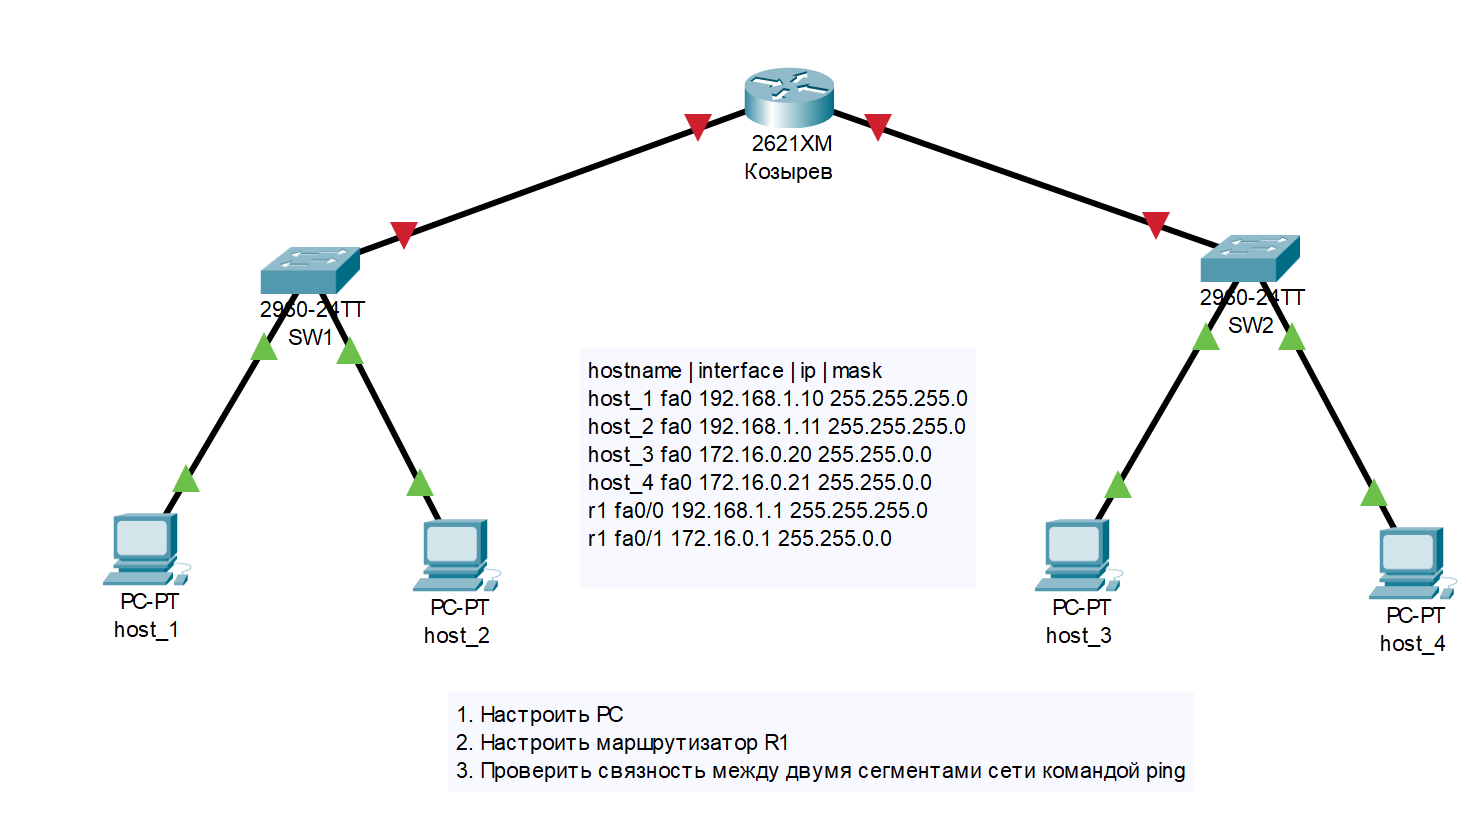 2621XM
Козырев
2960-24TT
SW1
2960-24TT
SW2
hostname | interface | ip | mask
host_1 fa0 192.168.1.10 255.255.255.0
host_2 fa0 192.168.1.11 255.255.255.0
host_3 fa0 172.16.0.20 255.255.0.0
host_4 fa0 172.16.0.21 255.255.0.0
r1 fa0/0 192.168.1.1 255.255.255.0
r1 fa0/1 172.16.0.1 255.255.0.0
PC-PT
host_1
PC-PT
host_2
PC-PT
host_3
PC-PT
host_4
1. Настроить PC
2. Настроить маршрутизатор R1
3. Проверить связность между двумя сегментами сети командой ping